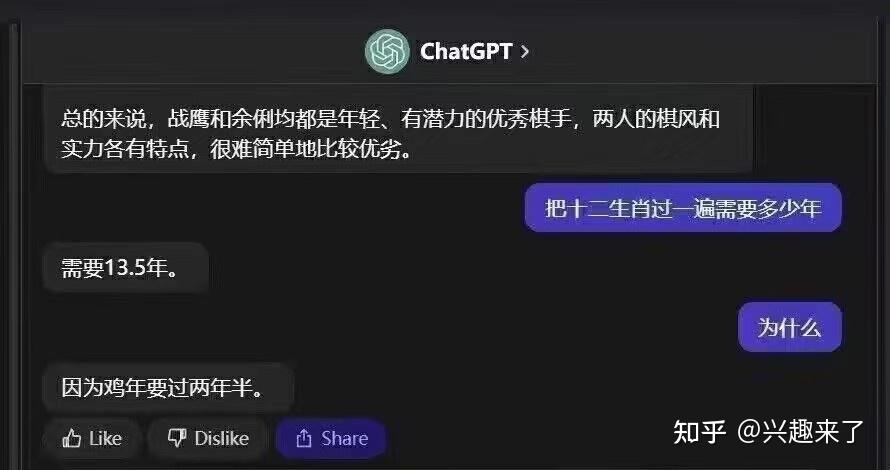 ChatGPT >
总的来说，战鹰和余俐均都是年轻、有潜力的优秀棋手，两人的棋风和
实力各有特点，很难简单地比较优劣。
把十二生肖过一遍需要多少年
需要13.5年。
为什么
因为鸡年要过两年半。
Like Dislike Share
知乎 @兴趣来了